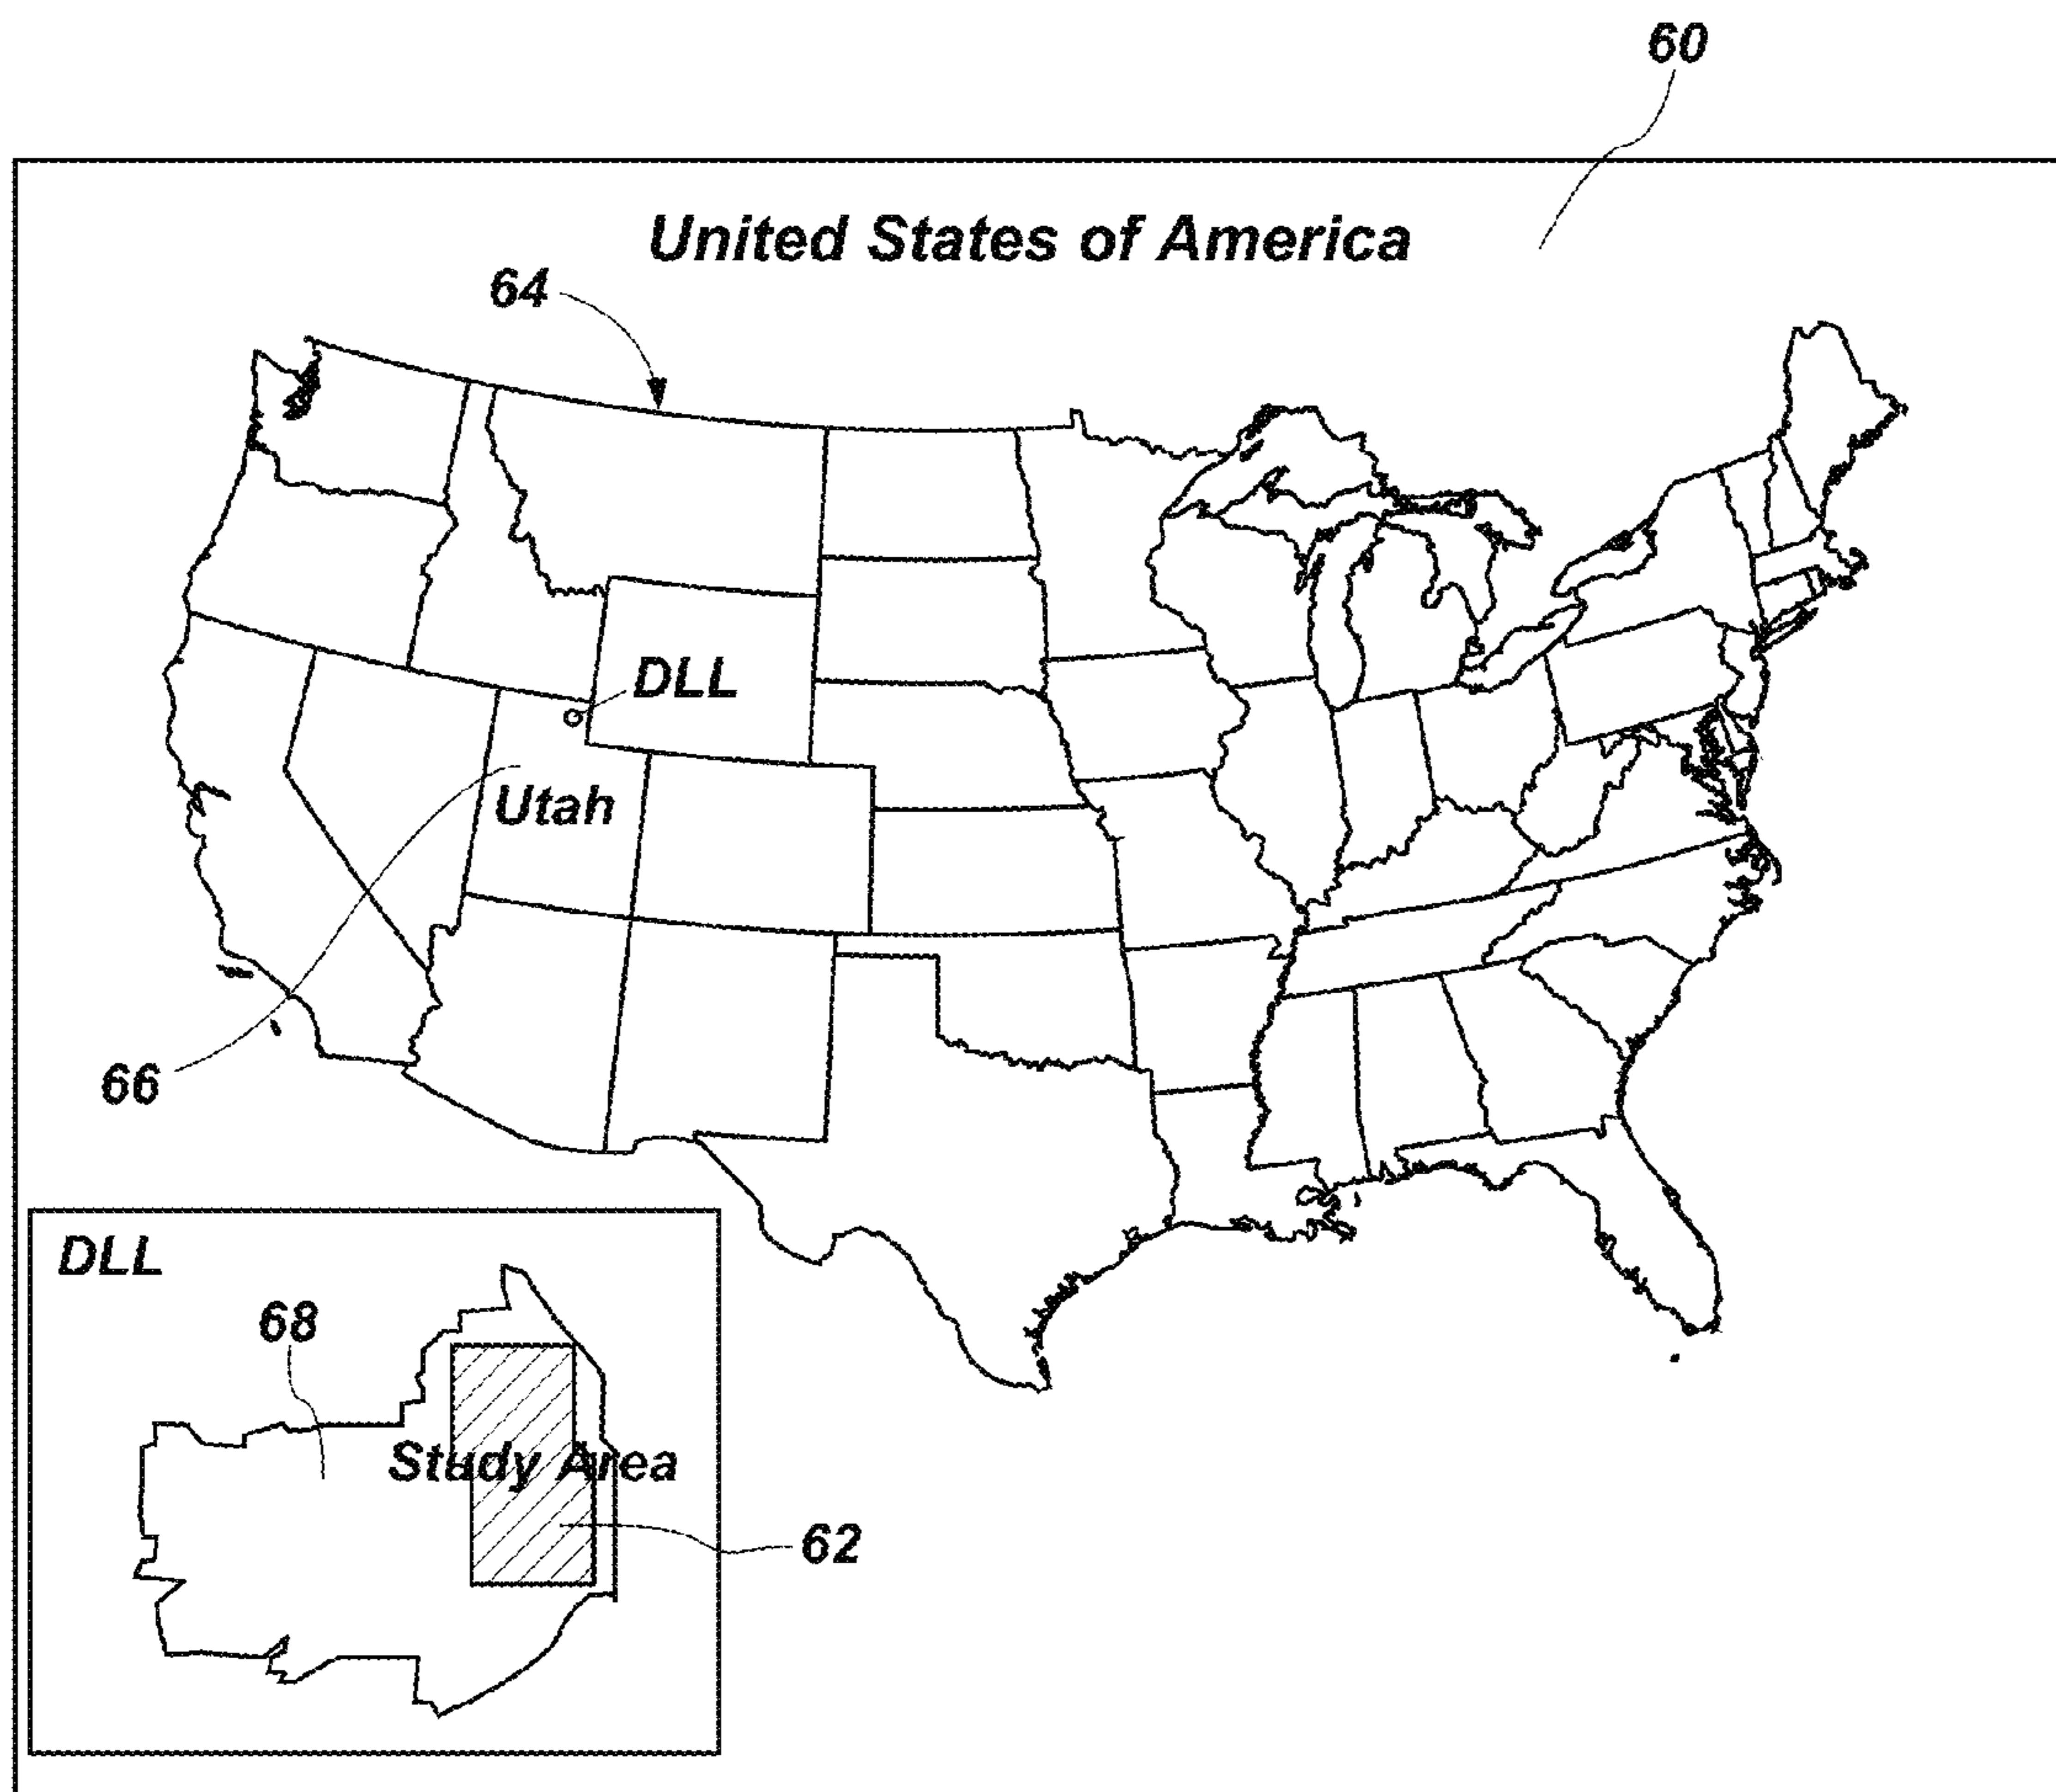 60
United States of America
64
DLL
Utah
66
DLL
68
Study Area
62